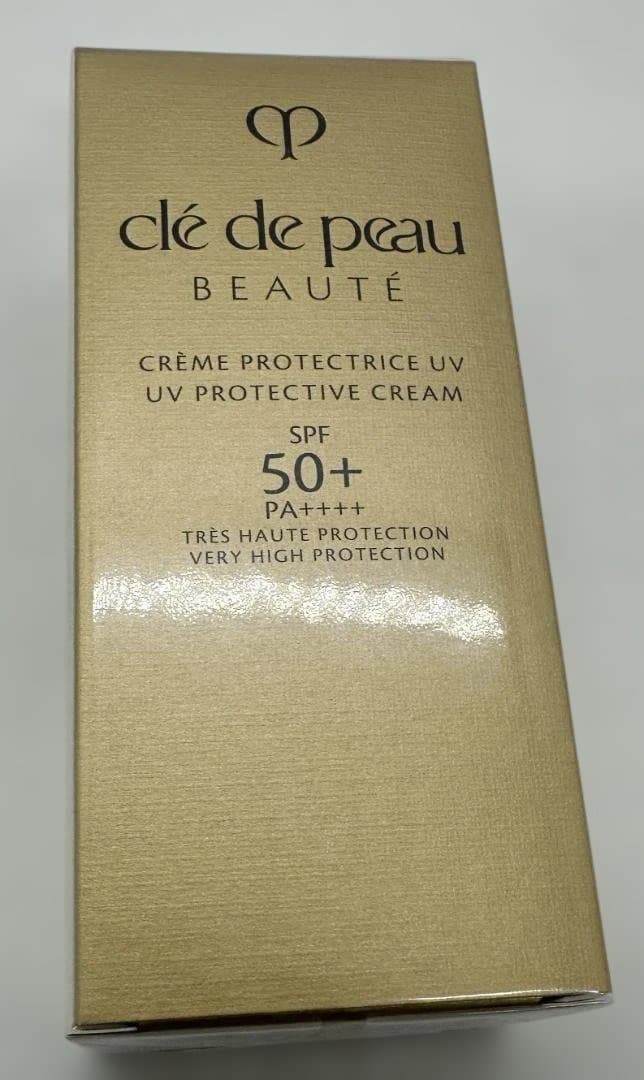 clé de peau
BEAUTÉ
CRÈME PROTECTRICE UV
UV PROTECTIVE CREAM
SPF
50+
PA++++
TRÈS HAUTE PROTECTION
VERY HIGH PROTECTION